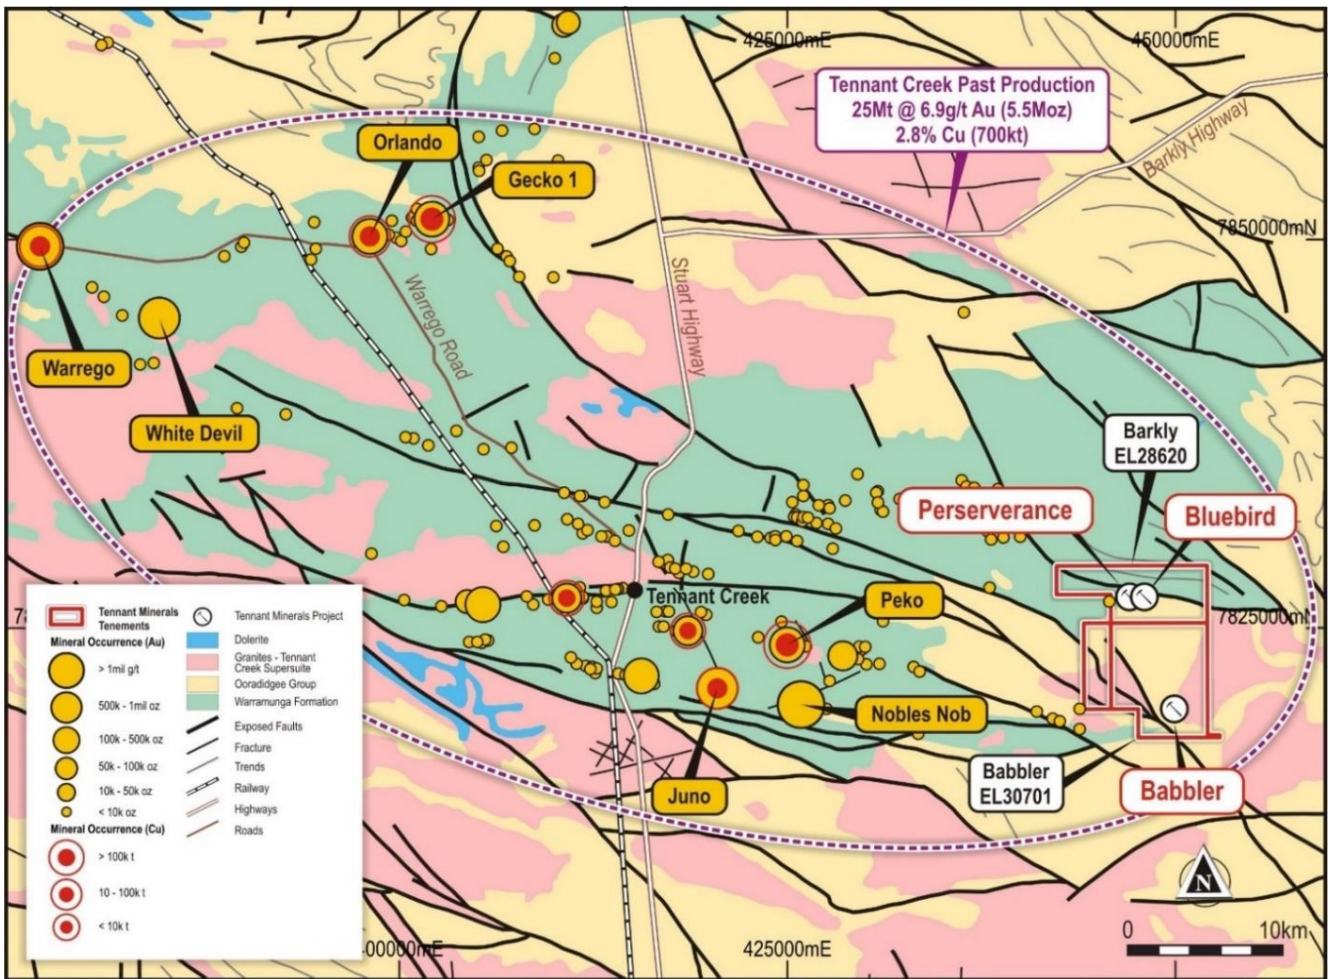 425000mE
450000mE
Tennant Creek Past Production
25Mt @ 6.9g/t Au (5.5Moz)
2.8% Cu (700kt)
Barkly Highway
Orlando
Gecko 1
7850000mN
Warrego Road
Stuart Highway
Warrego
White Devil
Barkly
EL28620
Perserverance
Bluebird
Tennant Creek
Peko
7825000mN
Nobles Nob
Juno
Babbler
EL30701
Babbler
Tennant Minerals
Tenements
Mineral Occurrence (Au)
> 1mil g/t
500k - 1mil oz
100k - 500k oz
50k - 100k oz
10k - 50k oz
< 10k oz
Mineral Occurrence (Cu)
> 100k t
10 - 100k t
< 10k t
Tennant Minerals Project
Dolerite
Granites - Tennant
Creek Supersuite
Ooradidgee Group
Warramunga Formation
Exposed Faults
Fracture
Trends
Railway
Highways
Roads
N
0 10km
00000mE
425000mE